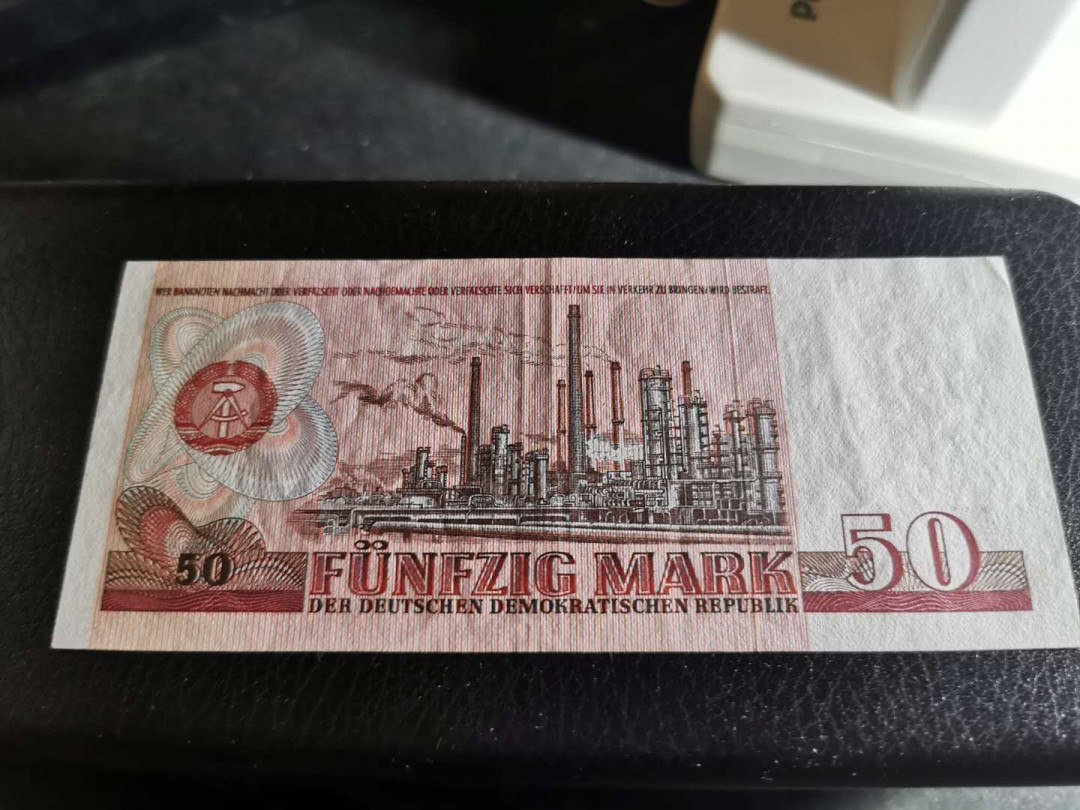 WER BANKNOTEN NACHMACHT ODER VERFÄLSCHT ODER NACHGEMACHTE ODER VERFÄLSCHTE SICH VERSCHAFFT/UM SIE IN VERKEHR ZU BRINGEN/WIRD BESTRAFT.
50
50
FÜNFZIG MARK
DER DEUTSCHEN DEMOKRATISCHEN REPUBLIK